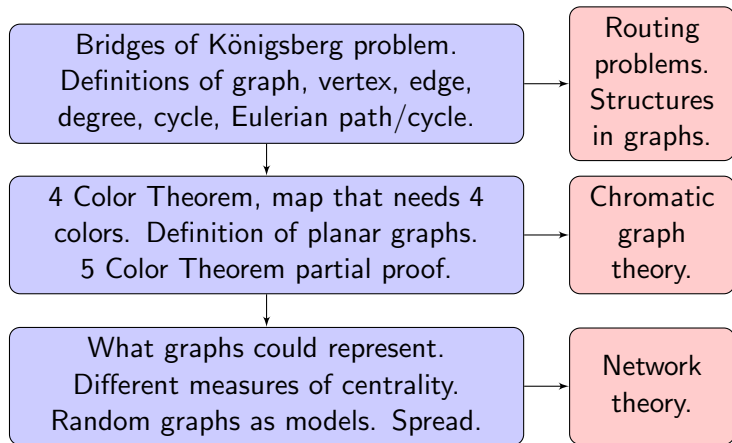 Bridges of Königsberg problem.
Definitions of graph, vertex, edge,
degree, cycle, Eulerian path/cycle.
Routing
problems.
Structures
in graphs.
4 Color Theorem, map that needs 4
colors. Definition of planar graphs.
5 Color Theorem partial proof.
Chromatic
graph
theory.
What graphs could represent.
Different measures of centrality.
Random graphs as models. Spread.
Network
theory.